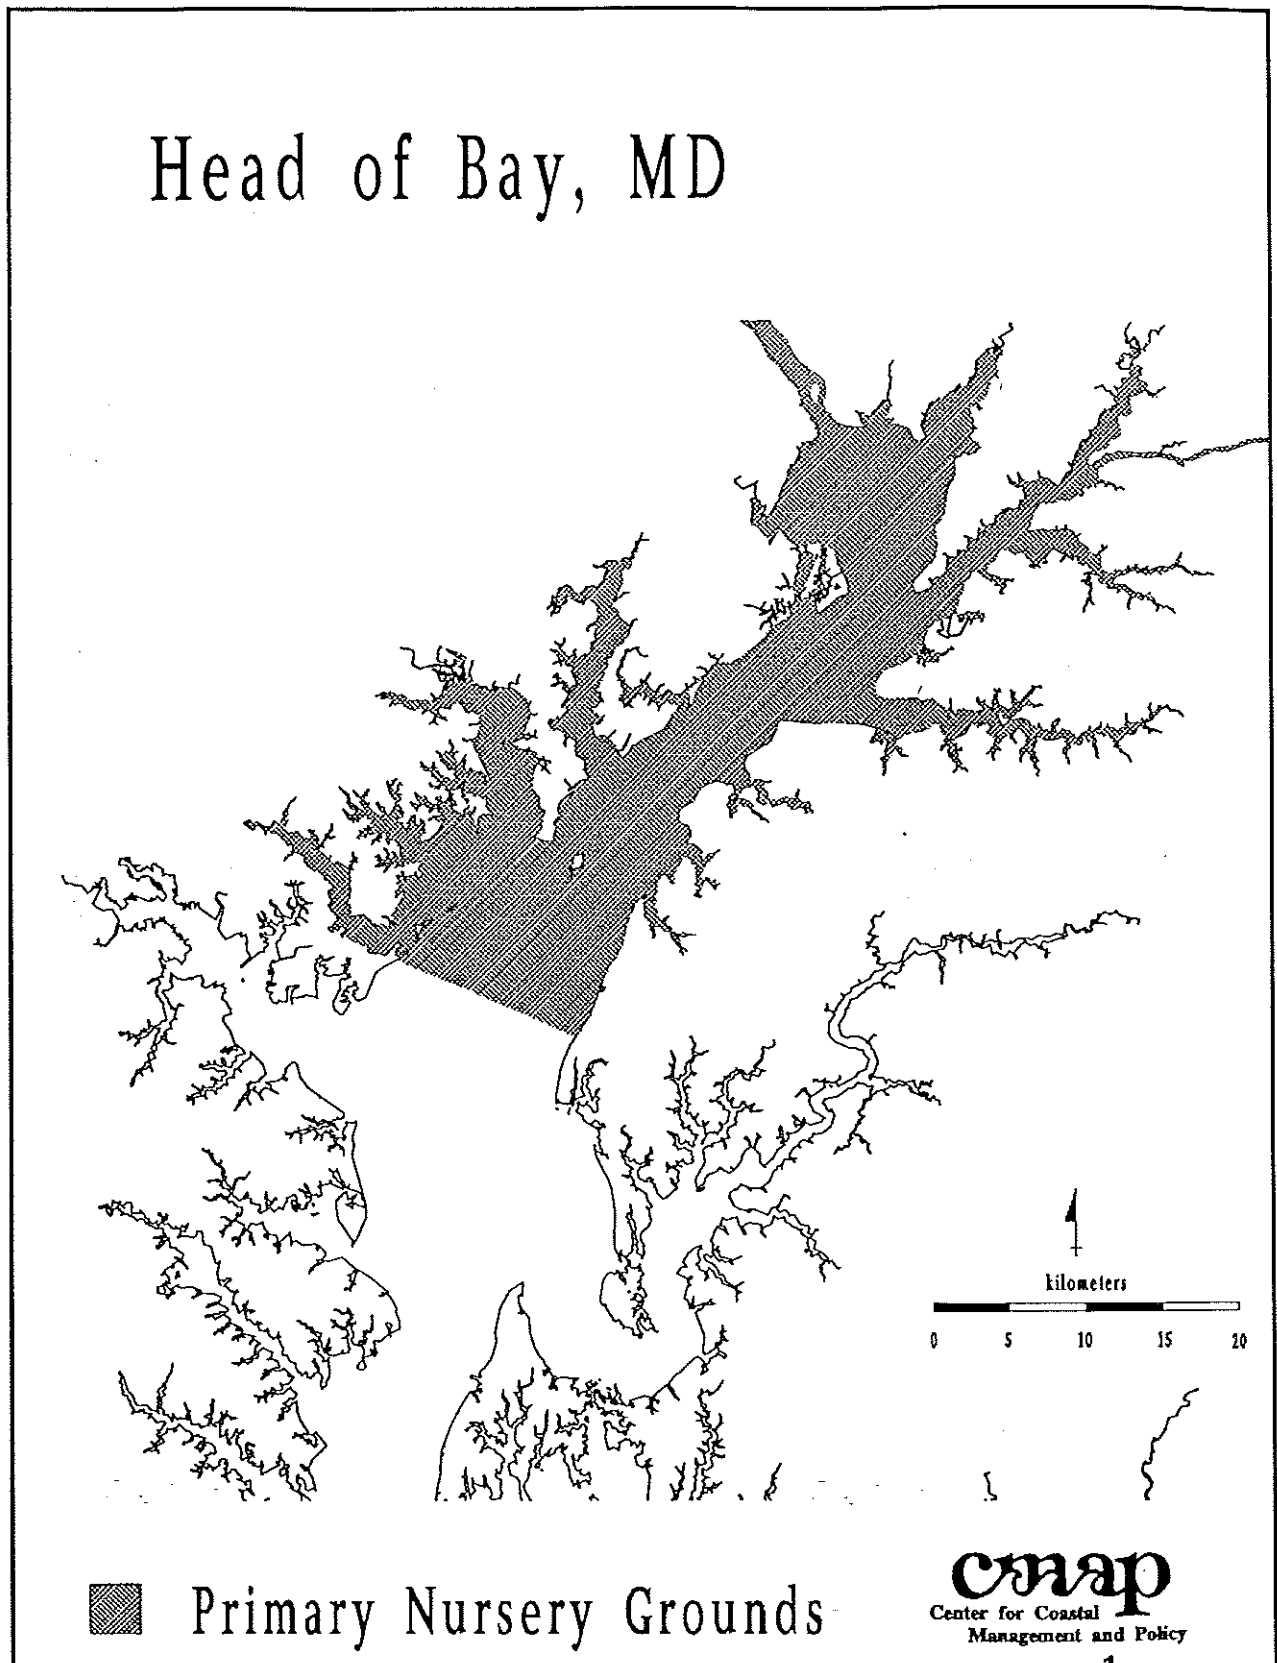 Head of Bay, MD
kilometers
0 5 10 15 20
Primary Nursery Grounds
cmap
Center for Coastal
Management and Policy
1